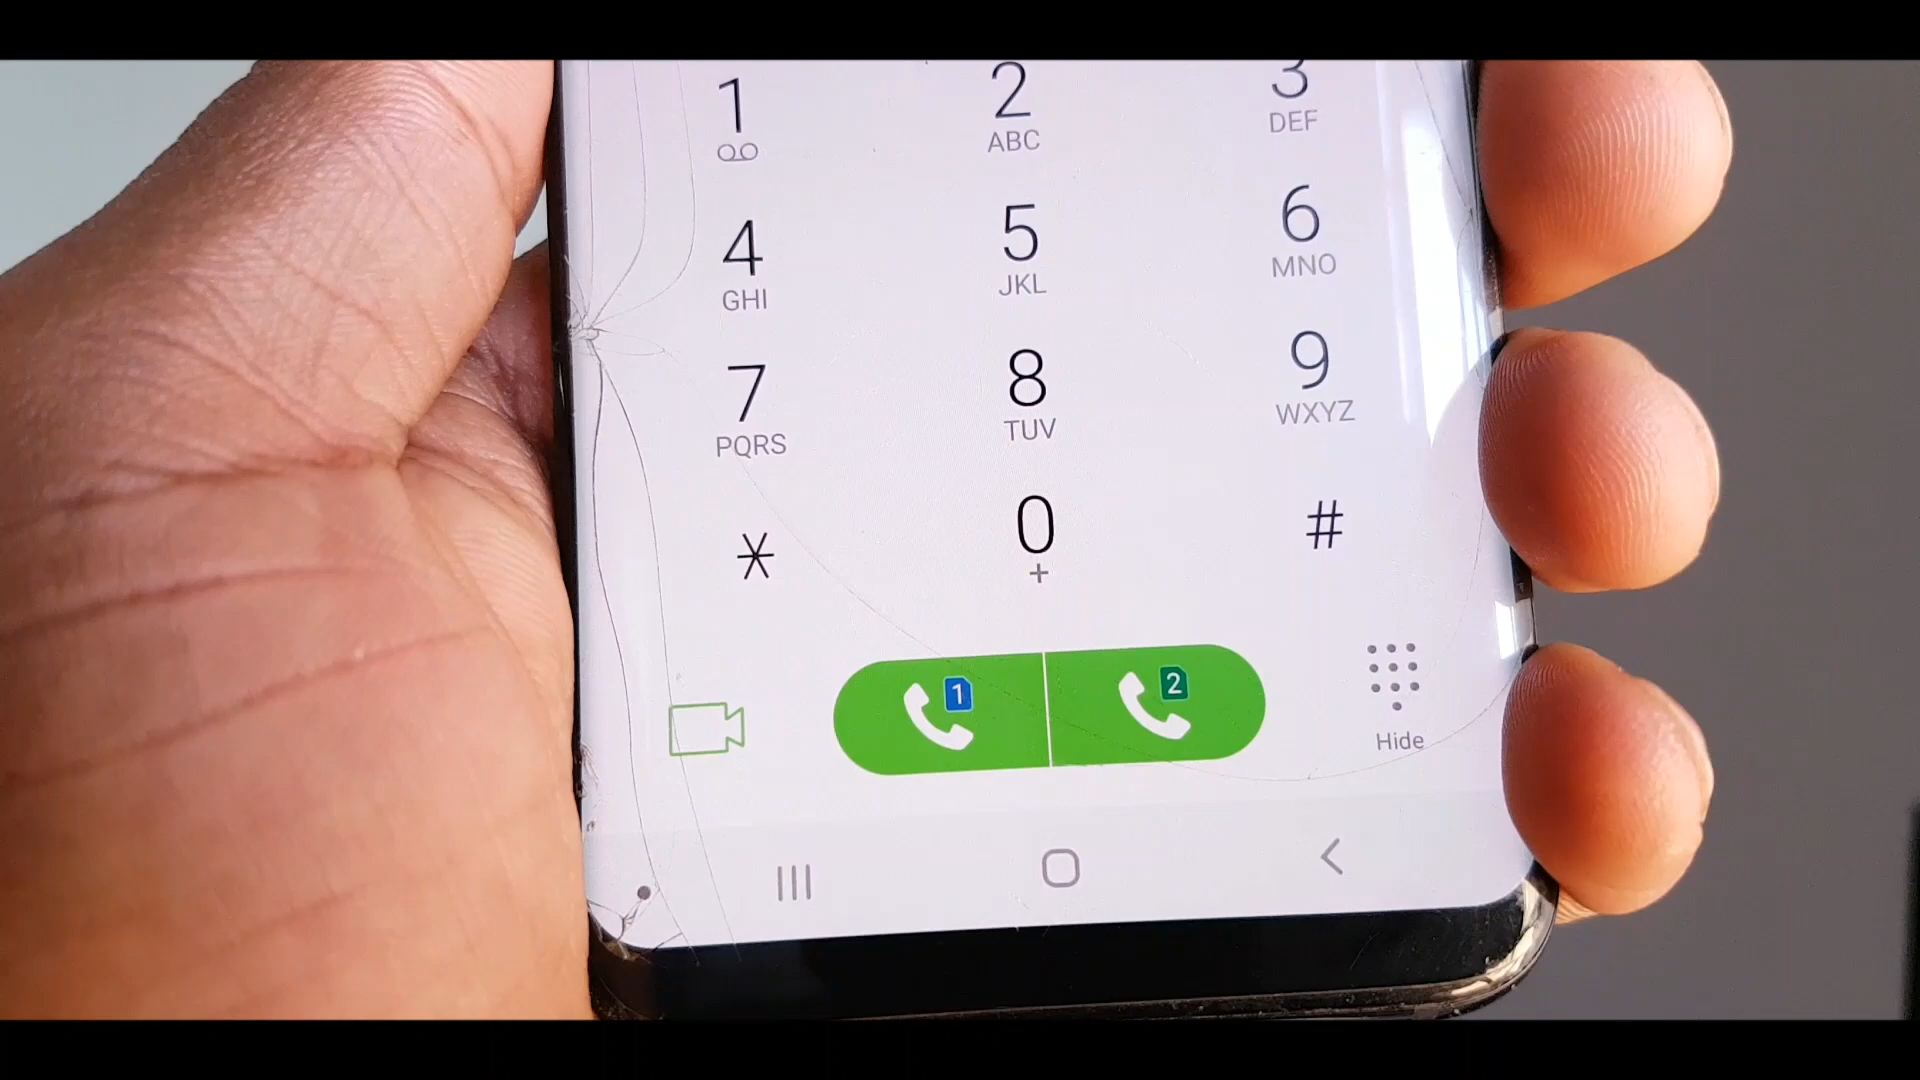 1 2 3
ABC DEF
4 5 6
GHI JKL MNO
7 8 9
PQRS TUV WXYZ
* 0 #
+
1 2
Hide